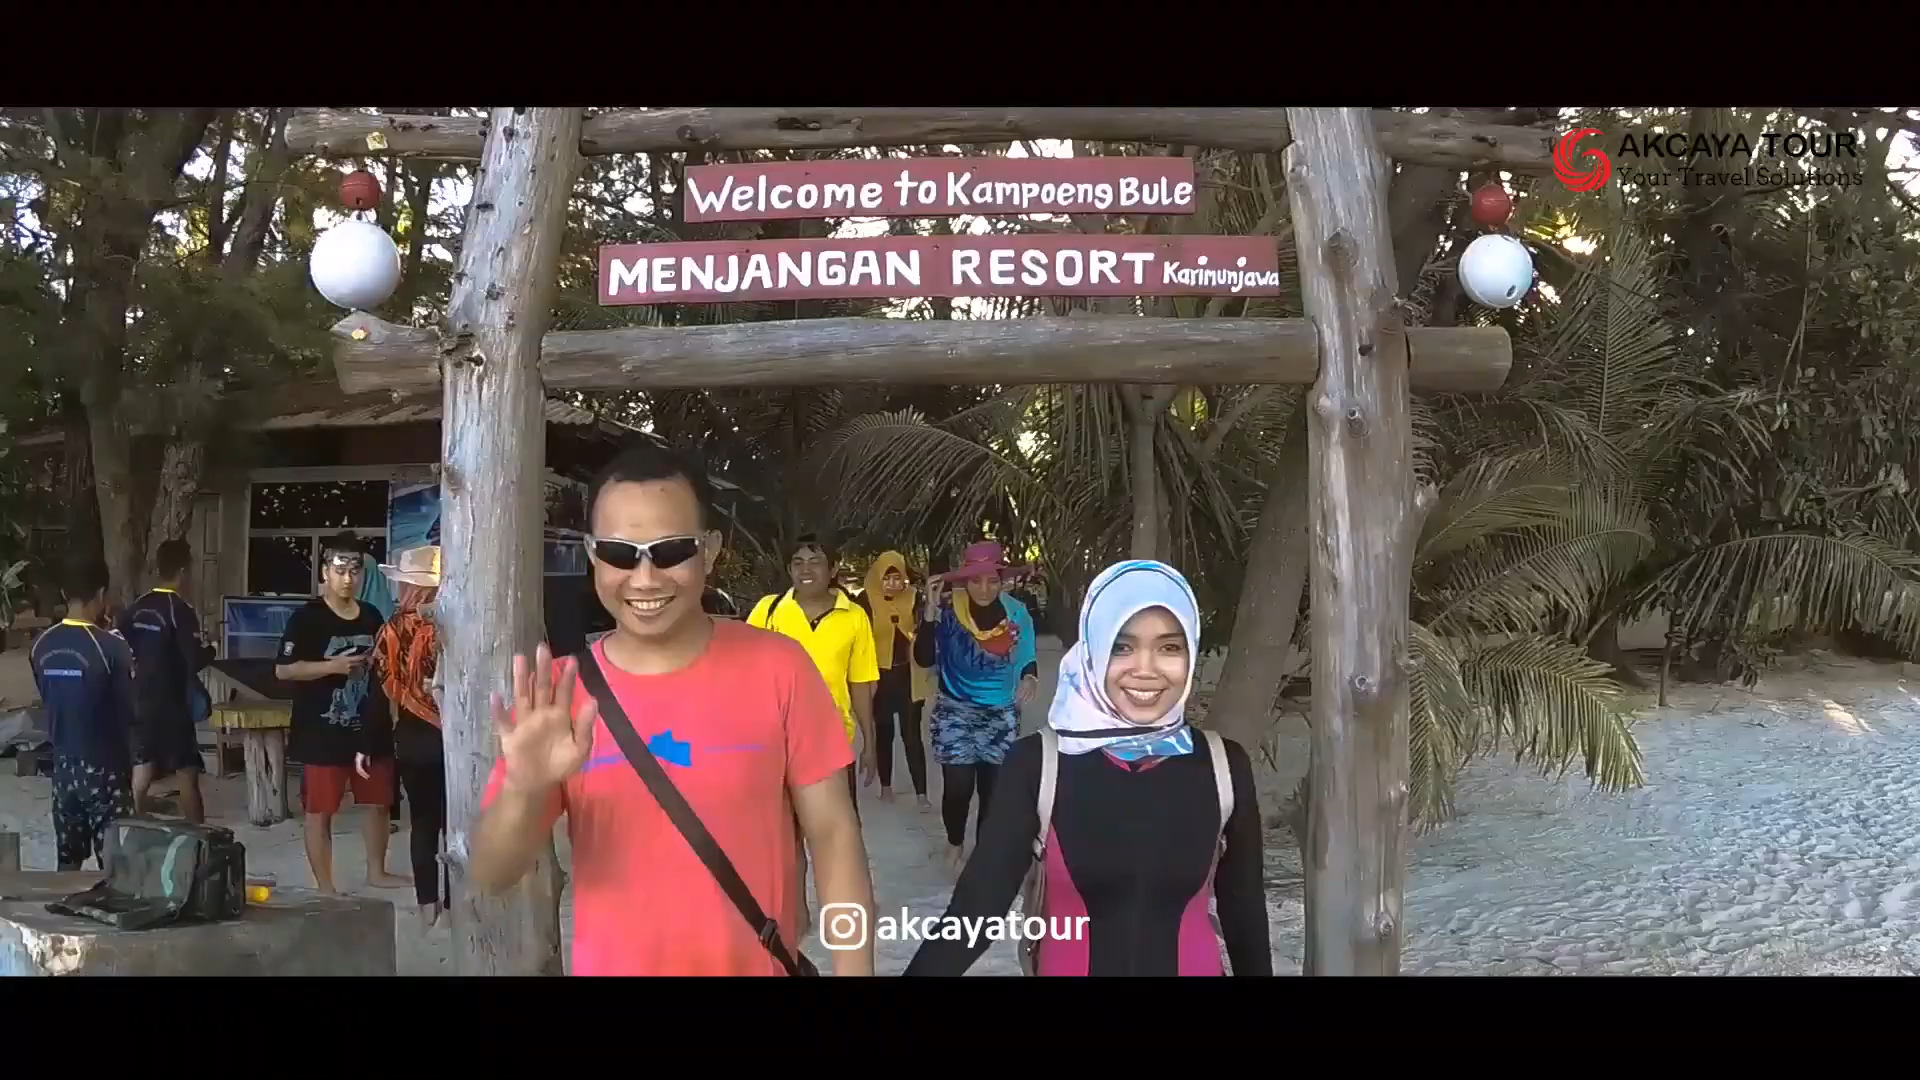 AKCAYA TOUR
Your Travel Solutions
Welcome to Kampoeng Bule
MENJANGAN RESORT Karimunjawa
akcayatour